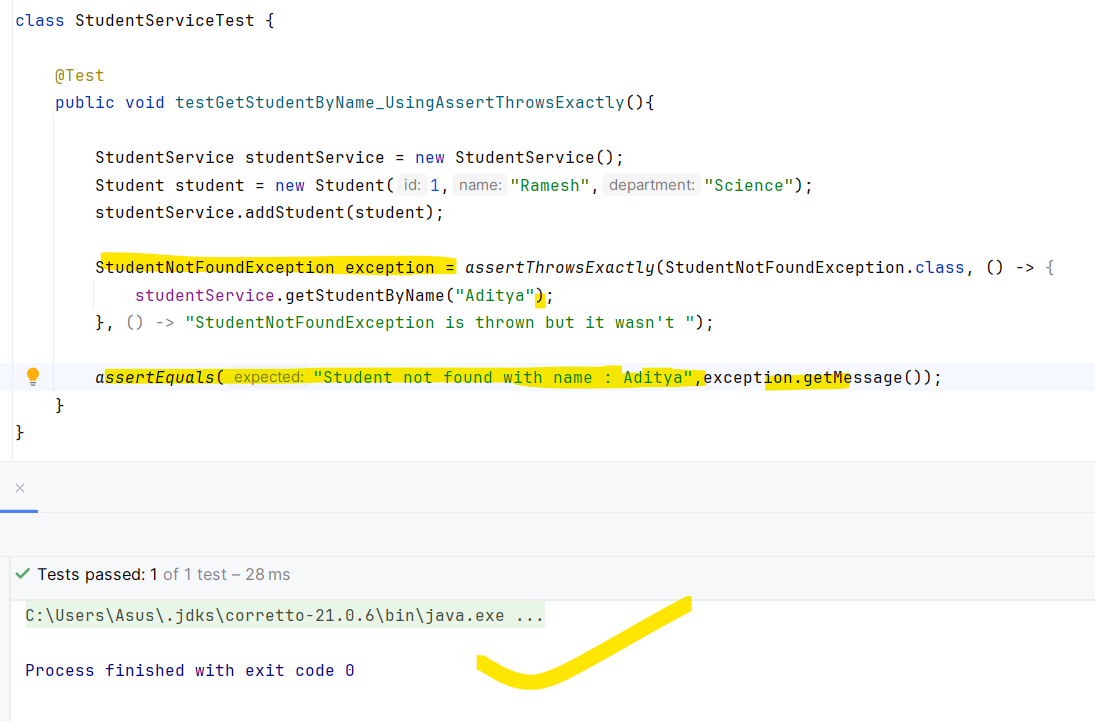 class StudentServiceTest {
@Test
public void testGetStudentByName_UsingAssertThrowsExactly(){
StudentService studentService = new StudentService();
Student student = new Student( id: 1, name: "Ramesh", department: "Science");
studentService.addStudent(student);
StudentNotFoundException exception = assertThrowsExactly(StudentNotFoundException.class, () -> {
studentService.getStudentByName("Aditya");
}, () -> "StudentNotFoundException is thrown but it wasn't ");
assertEquals( expected: "Student not found with name : Aditya",exception.getMessage());
}
}
Tests passed: 1 of 1 test – 28 ms
C:\Users\Asus\.jdks\corretto-21.0.6\bin\java.exe ...
Process finished with exit code 0